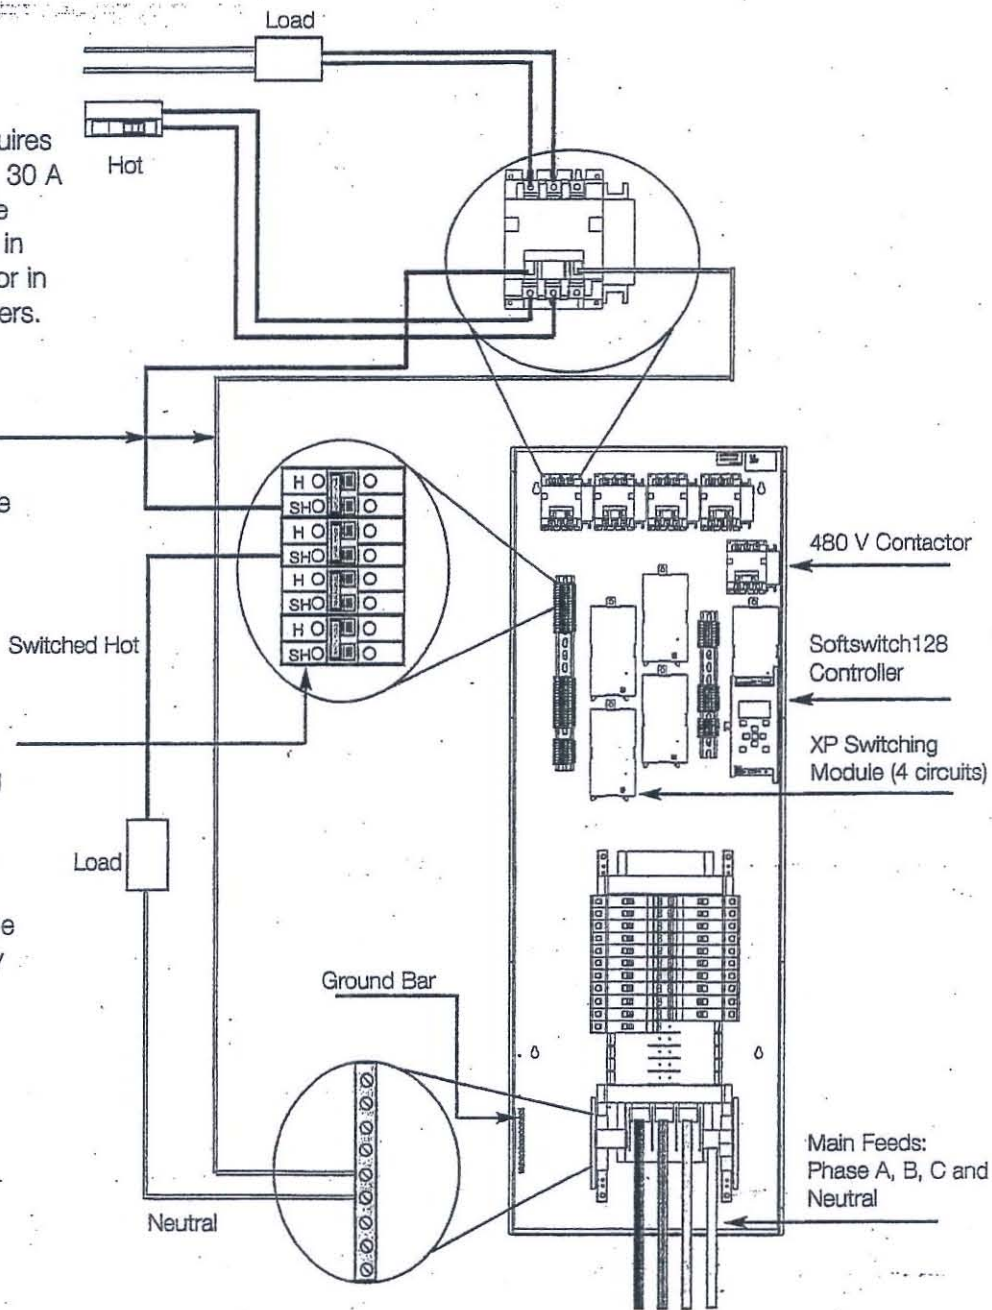 Load
Hot
uires
30 A
e
in
or in
ers.
e
H
SH
H
SH
H
SH
H
SH
Switched Hot
480 V Contactor
Softswitch128
Controller
XP Switching
Module (4 circuits)
Load
e
Ground Bar
Neutral
Main Feeds:
Phase A, B, C and
Neutral